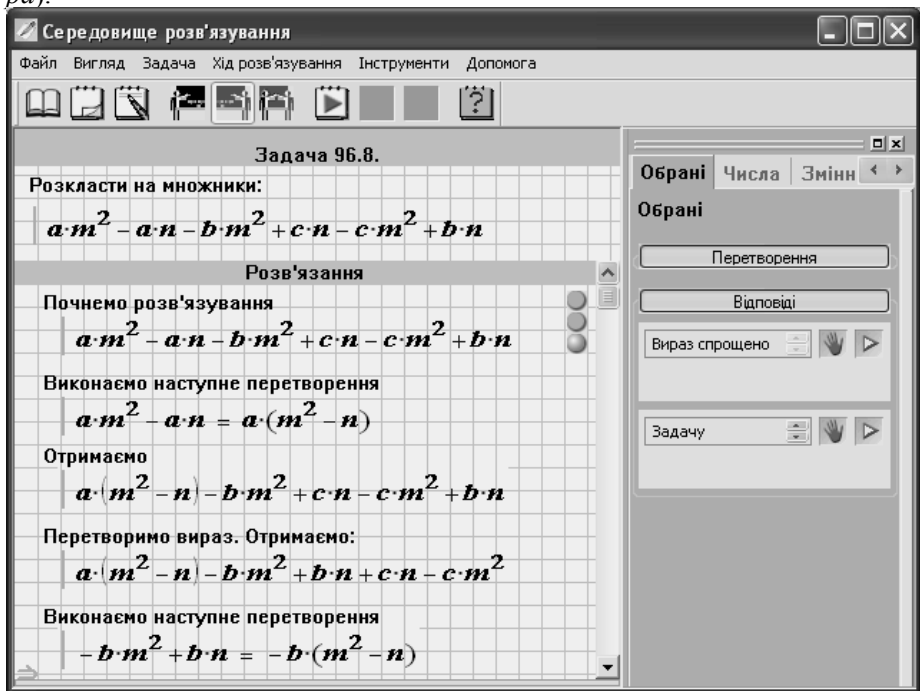 ра).
Середовище розв'язування
Файл Вигляд Задача Хід розв'язування Інструменти Допомога
Задача 96.8.
Розкласти на множники:
a·m² – a·n – b·m² + c·n – c·m² + b·n
Розв'язання
Почнемо розв'язування
a·m² – a·n – b·m² + c·n – c·m² + b·n
Виконаємо наступне перетворення
a·m² – a·n = a·(m² – n)
Отримаємо
a·(m² – n) – b·m² + c·n – c·m² + b·n
Перетворимо вираз. Отримаємо:
a·(m² – n) – b·m² + b·n + c·n – c·m²
Виконаємо наступне перетворення
– b·m² + b·n = – b·(m² – n)
Обрані Числа Змінн
Обрані
Перетворення
Відповіді
Вираз спрощено
Задачу